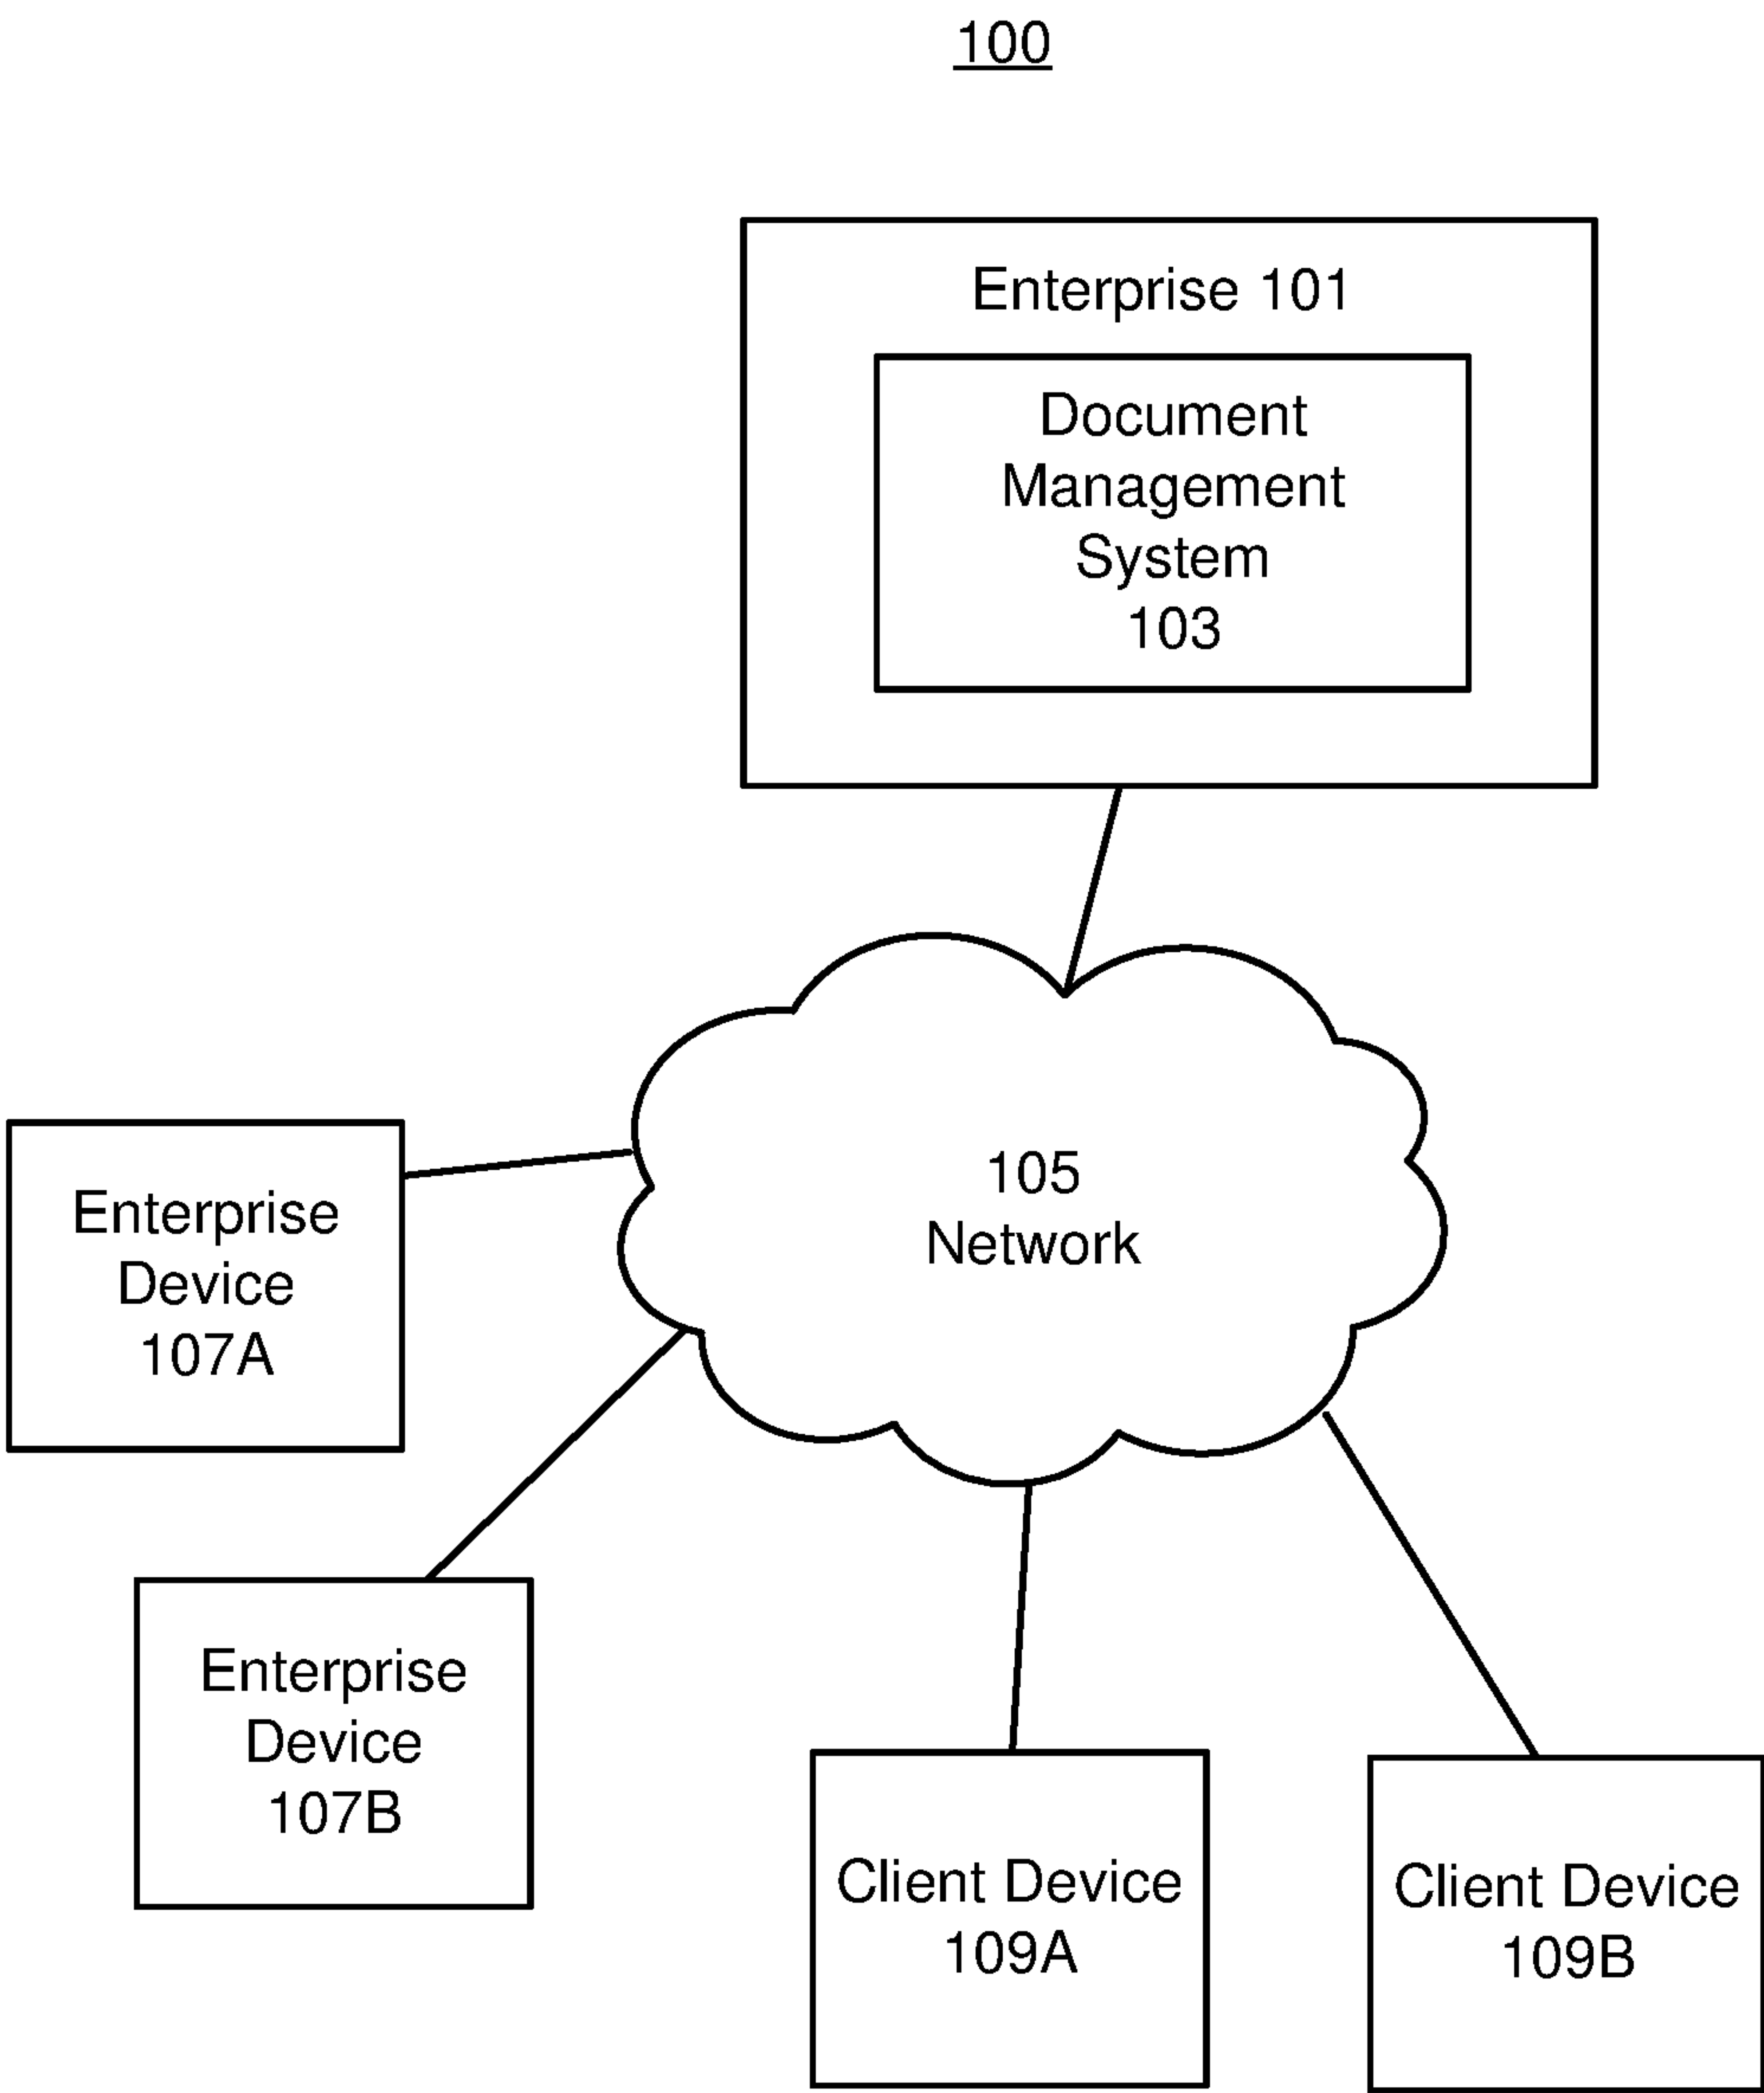 100
Enterprise 101
Document
Management
System
103
105
Network
Enterprise
Device
107A
Enterprise
Device
107B
Client Device
109A
Client Device
109B